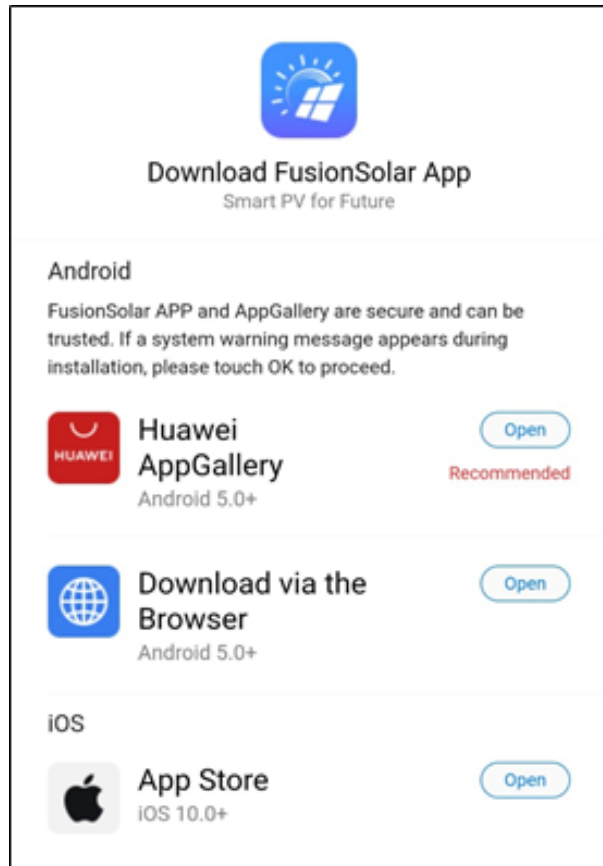 Download FusionSolar App
Smart PV for Future
Android
FusionSolar APP and AppGallery are secure and can be
trusted. If a system warning message appears during
installation, please touch OK to proceed.
HUAWEI
Huawei
AppGallery
Android 5.0+
Open
Recommended
Download via the
Browser
Android 5.0+
Open
iOS
App Store
iOS 10.0+
Open